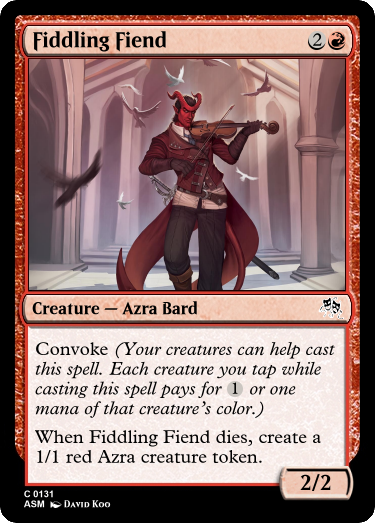 Fiddling Fiend 2
Creature — Azra Bard
Convoke (Your creatures can help cast
this spell. Each creature you tap while
casting this spell pays for 1 or one
mana of that creature's color.)
When Fiddling Fiend dies, create a
1/1 red Azra creature token.
2/2
C 0131
ASM David Koo